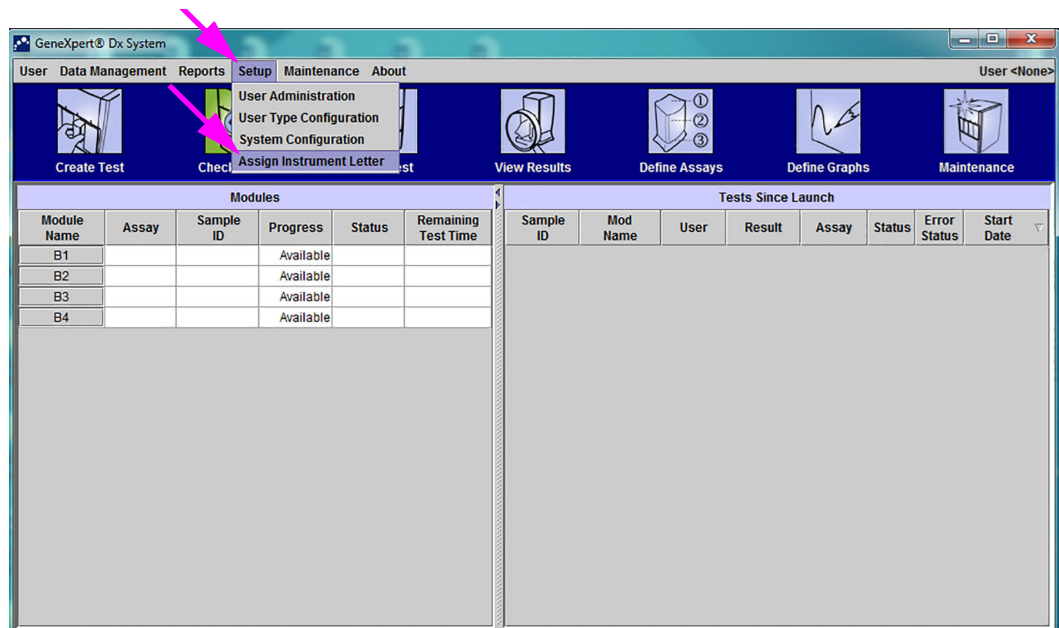 GeneXpert® Dx System
User Data Management Reports Setup Maintenance About User <None>
User Administration
User Type Configuration
System Configuration
Assign Instrument Letter
Create Test Chec st View Results Define Assays Define Graphs Maintenance
①
②
③
Modules
Module Name Assay Sample ID Progress Status Remaining Test Time
B1 Available
B2 Available
B3 Available
B4 Available
Tests Since Launch
Sample ID Mod Name User Result Assay Status Error Status Start Date